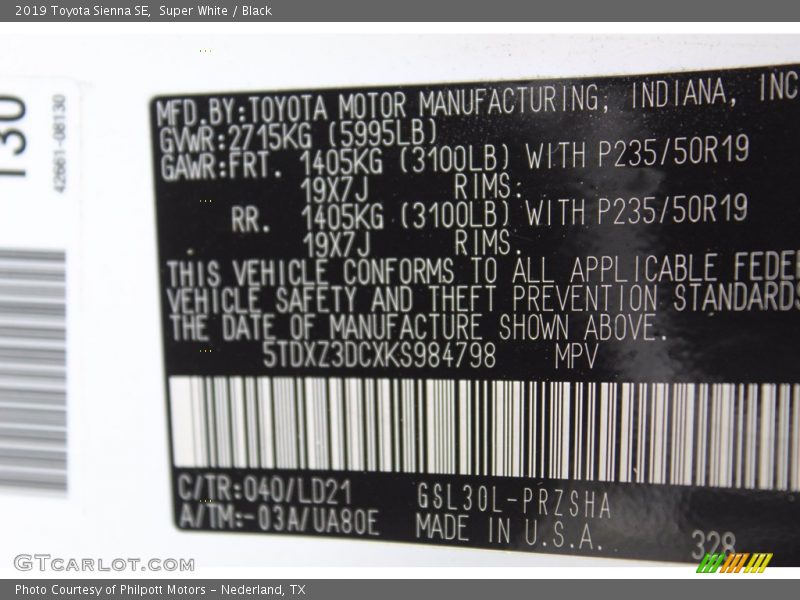 2019 Toyota Sienna SE,  Super White / Black
130
42661-08130
MFD.BY:TOYOTA MOTOR MANUFACTURING, INDIANA, INC
GVWR:2715KG (5995LB)
GAWR:FRT. 1405KG (3100LB) WITH P235/50R19
19X7J RIMS:
RR. 1405KG (3100LB) WITH P235/50R19
19X7J RIMS.
THIS VEHICLE CONFORMS TO ALL APPLICABLE FEDE
VEHICLE SAFETY AND THEFT PREVENTION STANDARDS
THE DATE OF MANUFACTURE SHOWN ABOVE.
5TDXZ3DCXKS984798 MPV
C/TR:040/LD21 GSL30L-PRZSHA
A/TM:-03A/UA80E MADE IN U.S.A.
328
GTCARLOT.COM
Photo Courtesy of Philpott Motors - Nederland, TX